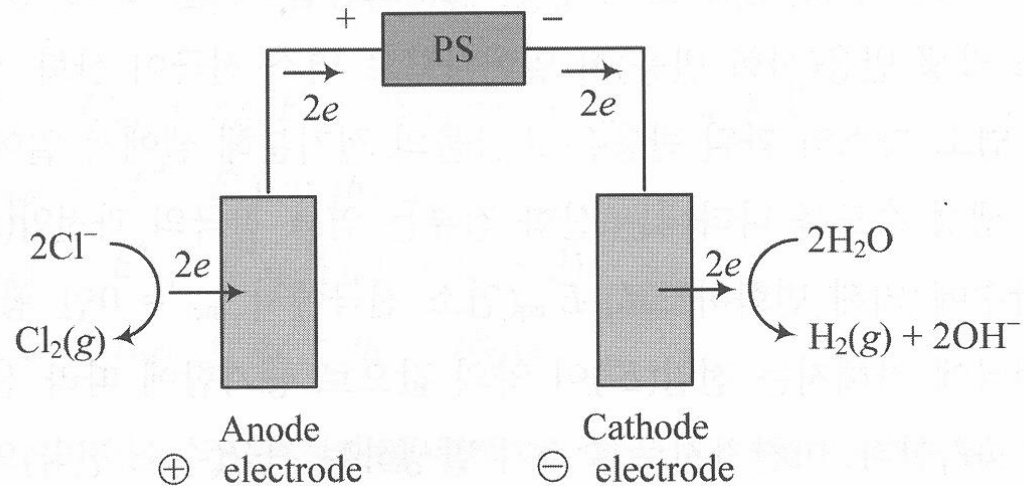 + PS −
2e 2e
2Cl⁻ 2e 2e 2H₂O
Cl₂(g) H₂(g) + 2OH⁻
Anode Cathode
⊕ electrode ⊖ electrode